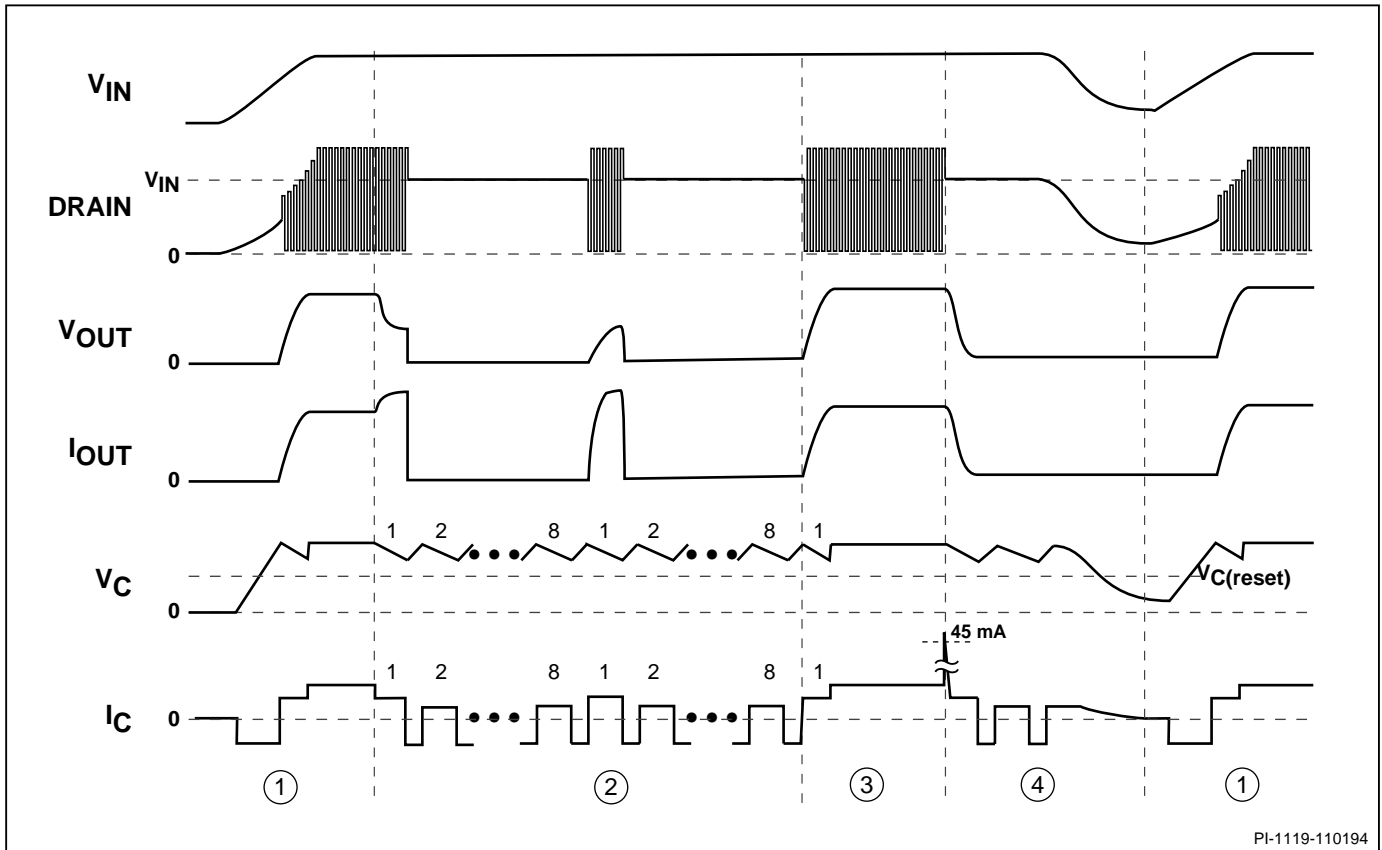 VIN
VIN
DRAIN
0
VOUT
0
IOUT
0
1 2 8 1 2 8 1
VC
VC(reset)
0
45 mA
1 2 8 1 2 8 1
IC
0
1 2 3 4 1
PI-1119-110194